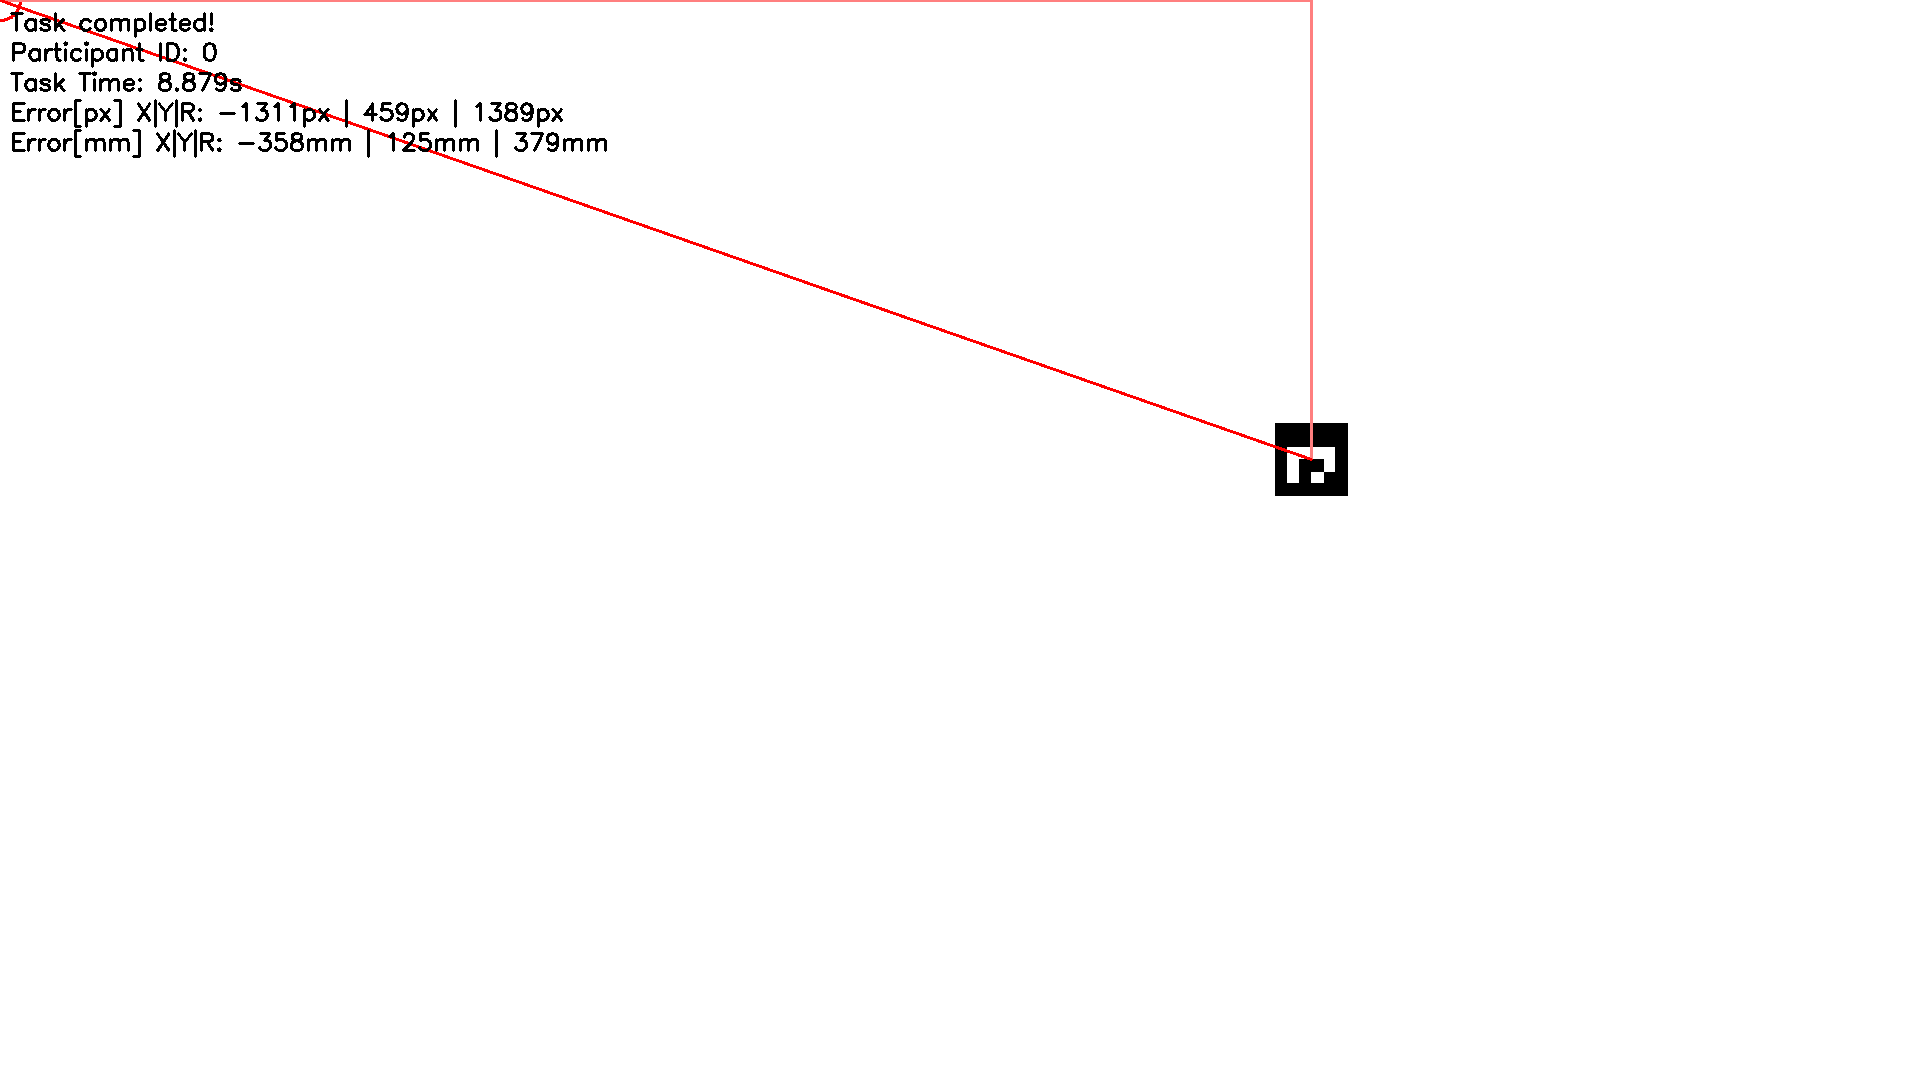 Task completed!
Participant ID: 0
Task Time: 8.879s
Error[px] X|Y|R: -1311px | 459px | 1389px
Error[mm] X|Y|R: -358mm | 125mm | 379mm